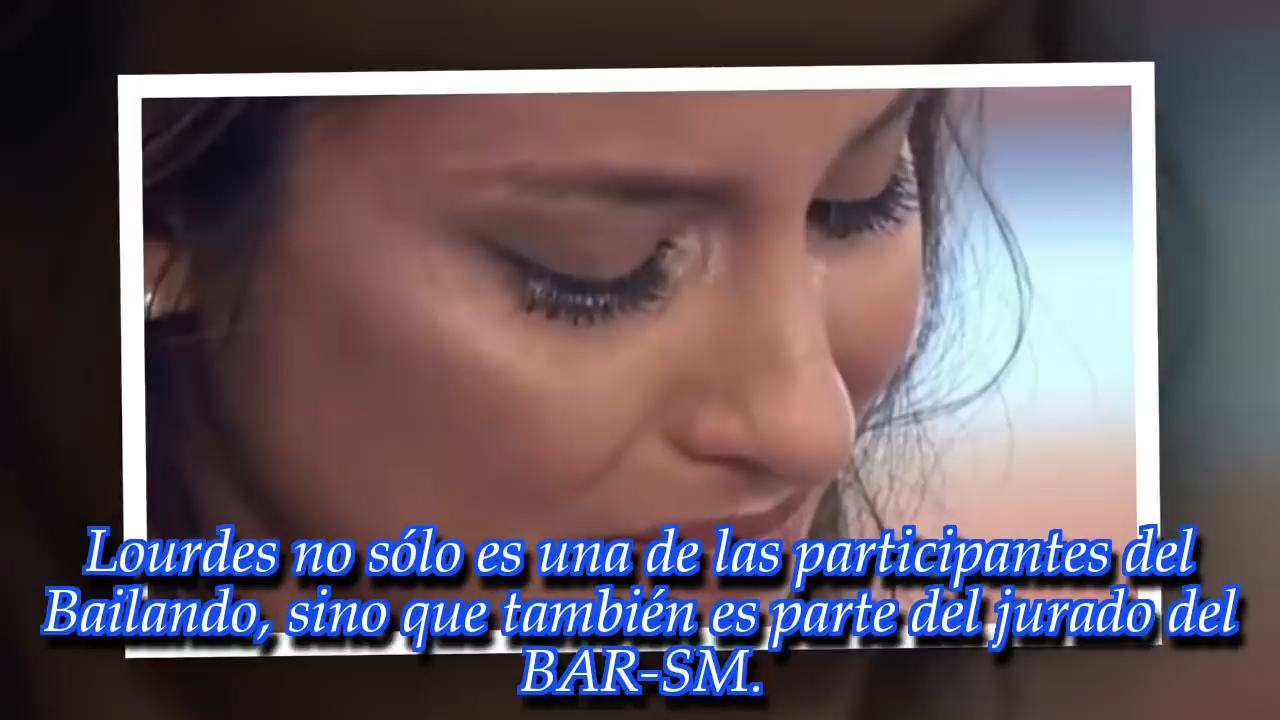 Lourdes no sólo es una de las participantes del
Bailando, sino que también es parte del jurado del
BAR-SM.